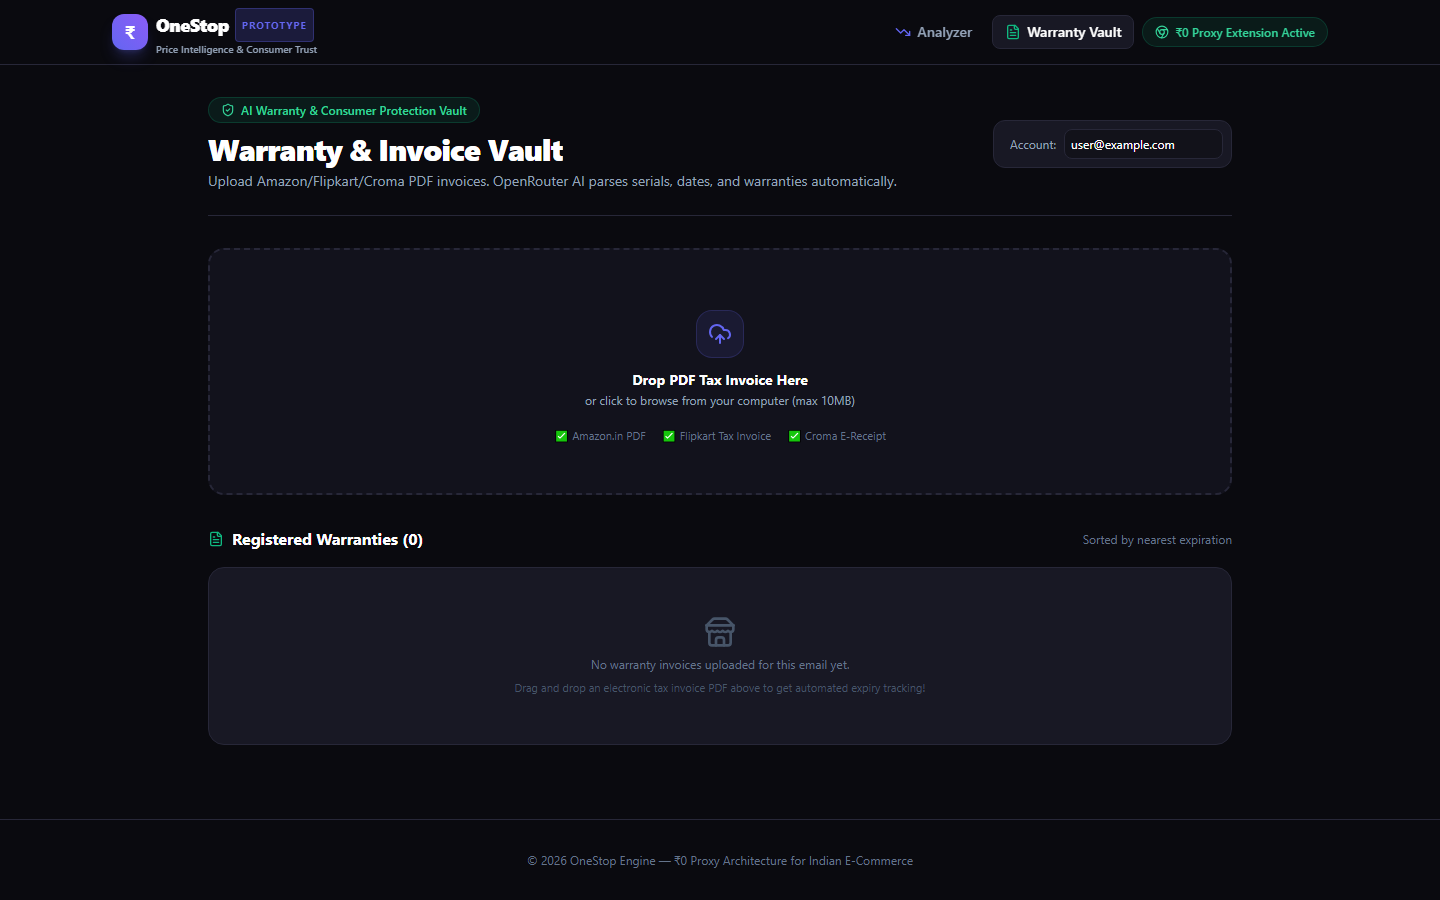 ₹
OneStop PROTOTYPE
Price Intelligence & Consumer Trust
Analyzer
Warranty Vault
₹0 Proxy Extension Active
AI Warranty & Consumer Protection Vault
Warranty & Invoice Vault
Upload Amazon/Flipkart/Croma PDF invoices. OpenRouter AI parses serials, dates, and warranties automatically.
Account: user@example.com
Drop PDF Tax Invoice Here
or click to browse from your computer (max 10MB)
✅ Amazon.in PDF ✅ Flipkart Tax Invoice ✅ Croma E-Receipt
Registered Warranties (0)
Sorted by nearest expiration
No warranty invoices uploaded for this email yet.
Drag and drop an electronic tax invoice PDF above to get automated expiry tracking!
© 2026 OneStop Engine — ₹0 Proxy Architecture for Indian E-Commerce